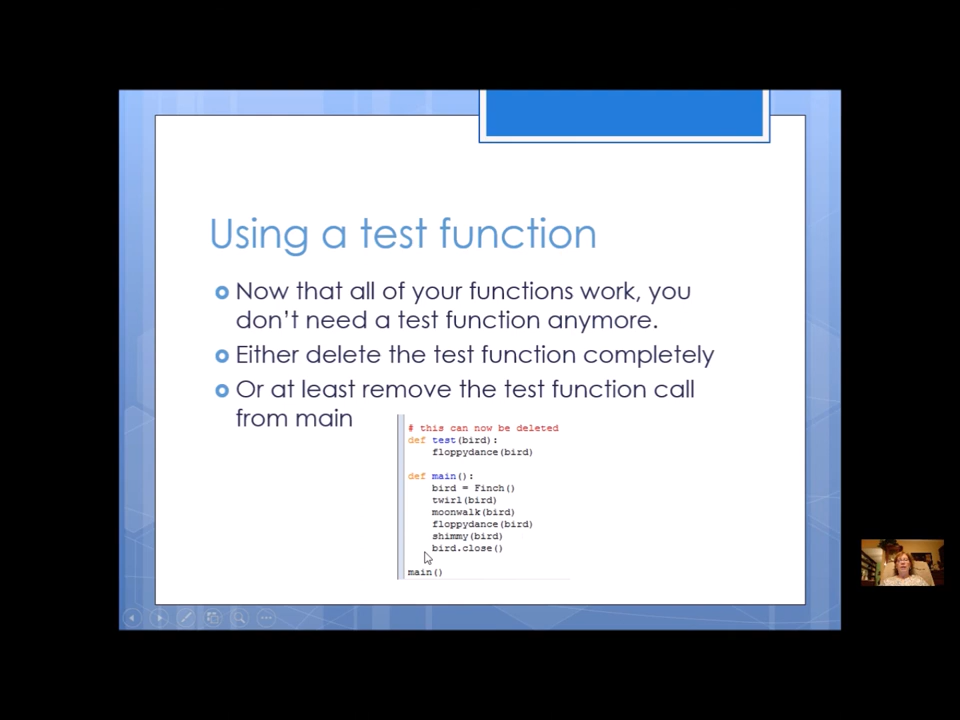 Using a test function
Now that all of your functions work, you
don't need a test function anymore.
Either delete the test function completely
Or at least remove the test function call
from main
# this can now be deleted
def test(bird):
    floppydance(bird)
def main():
    bird = Finch()
    twirl(bird)
    moonwalk(bird)
    floppydance(bird)
    shimmy(bird)
    bird.close()
main()